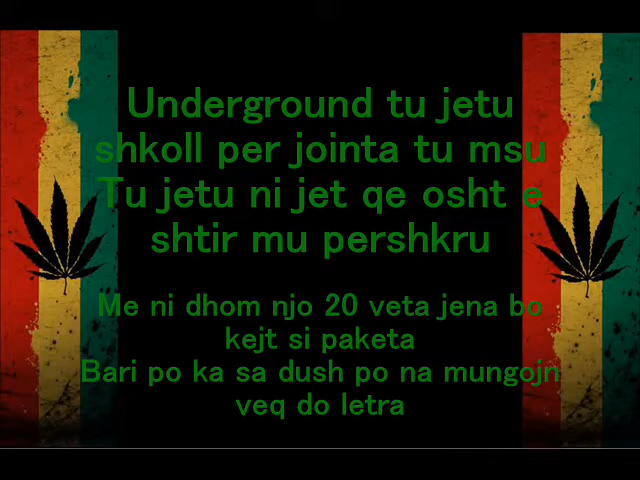 Underground tu jetu
shkoll per jointa tu msu
Tu jetu ni jet qe osht e
shtir mu pershkru
Me ni dhom njo 20 veta jena bo
kejt si paketa
Bari po ka sa dush po na mungojn
veq do letra